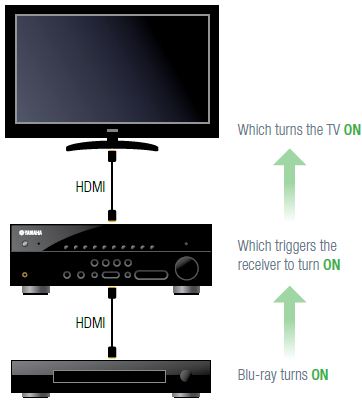 Which turns the TV ON
HDMI
YAMAHA
Which triggers the
receiver to turn ON
HDMI
Blu-ray turns ON